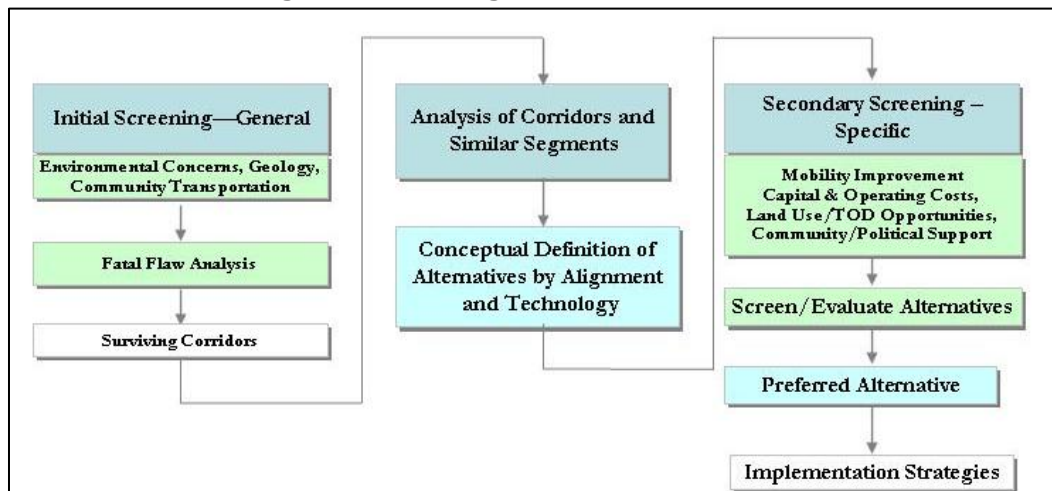 Initial Screening—General
Environmental Concerns, Geology,
Community Transportation
Fatal Flaw Analysis
Surviving Corridors
Analysis of Corridors and
Similar Segments
Conceptual Definition of
Alternatives by Alignment
and Technology
Secondary Screening –
Specific
Mobility Improvement
Capital & Operating Costs,
Land Use/TOD Opportunities,
Community/Political Support
Screen/Evaluate Alternatives
Preferred Alternative
Implementation Strategies